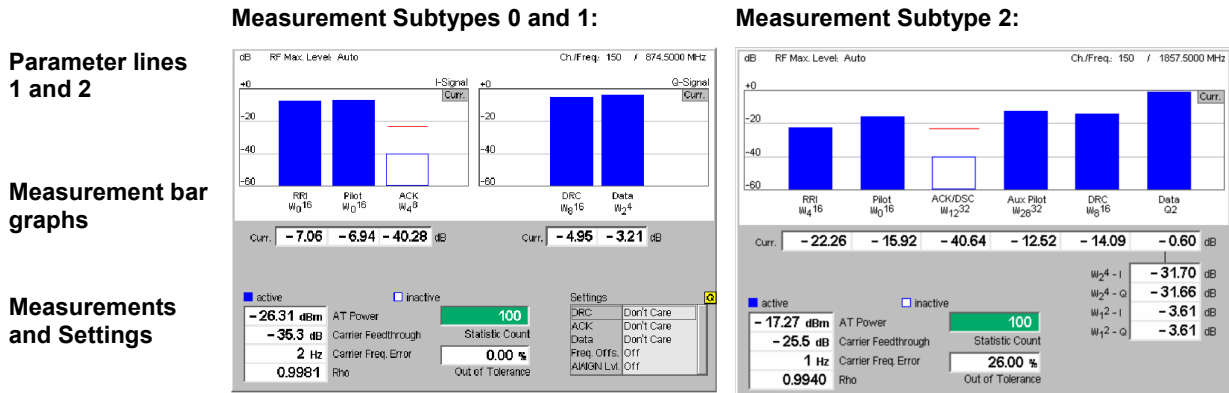 Measurement Subtypes 0 and 1:
Measurement Subtype 2:
Parameter lines
1 and 2
Measurement bar
graphs
Measurements
and Settings
dB RF Max. Level: Auto Ch./Freq.: 150 / 874.5000 MHz
+0 I-Signal +0 Q-Signal
Curr. Curr.
-20 -20
-40 -40
-60 -60
RRI Pilot ACK DRC Data
W0 16 W0 16 W4 8 W8 16 W2 4
Curr. -7.06 -6.94 -40.28 dB Curr. -4.95 -3.21 dB
active inactive Settings Q
-26.31 dBm AT Power 100 DRC Don't Care
-35.3 dB Carrier Feedthrough Statistic Count ACK Don't Care
Data Don't Care
2 Hz Carrier Freq. Error 0.00 % Freq. Offs. Off
0.9981 Rho Out of Tolerance AWGN Lvl. Off
dB RF Max. Level: Auto Ch./Freq.: 150 / 1857.5000 MHz
+0
Curr.
-20
-40
-60
RRI Pilot ACK/DSC Aux Pilot DRC Data
W4 16 W0 16 W12 32 W28 32 W8 16 Q2
Curr. -22.26 -15.92 -40.64 -12.52 -14.09 -0.60 dB
W2 4 - I -31.70 dB
W2 4 - Q -31.66 dB
W1 2 - I -3.61 dB
W1 2 - Q -3.61 dB
active inactive
-17.27 dBm AT Power 100
-25.5 dB Carrier Feedthrough Statistic Count
1 Hz Carrier Freq. Error 26.00 %
0.9940 Rho Out of Tolerance